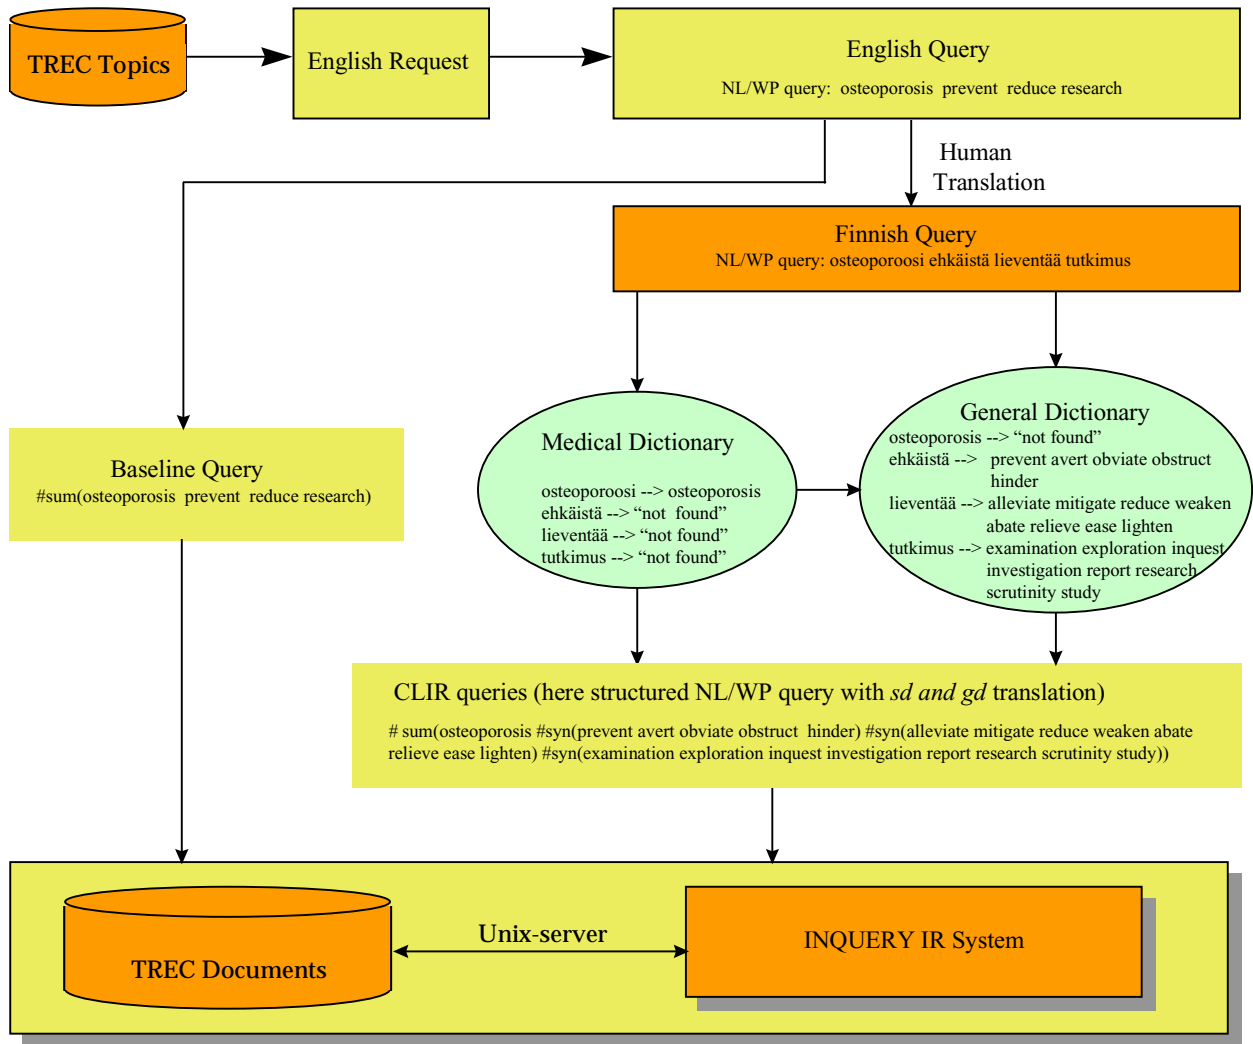 TREC Topics
English Request
English Query
NL/WP query: osteoporosis prevent reduce research
Human
Translation
Finnish Query
NL/WP query: osteoporoosi ehkäistä lieventää tutkimus
Medical Dictionary
osteoporoosi --> osteoporosis
ehkäistä --> “not found”
lieventää --> “not found”
tutkimus --> “not found”
General Dictionary
osteoporosis --> “not found”
ehkäistä --> prevent avert obviate obstruct
hinder
lieventää --> alleviate mitigate reduce weaken
abate relieve ease lighten
tutkimus --> examination exploration inquest
investigation report research
scrutinity study
Baseline Query
#sum(osteoporosis prevent reduce research)
CLIR queries (here structured NL/WP query with sd and gd translation)
# sum(osteoporosis #syn(prevent avert obviate obstruct hinder) #syn(alleviate mitigate reduce weaken abate
relieve ease lighten) #syn(examination exploration inquest investigation report research scrutinity study))
TREC Documents
Unix-server
INQUERY IR System